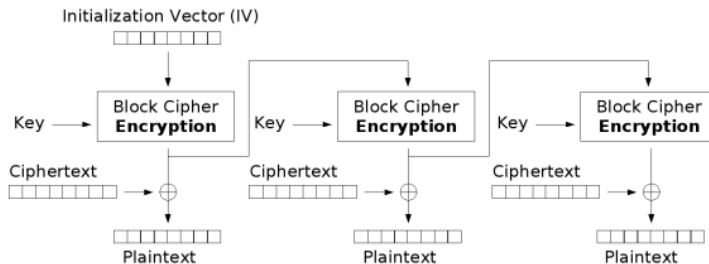 Initialization Vector (IV)
Block Cipher
Encryption
Key
Block Cipher
Encryption
Key
Block Cipher
Encryption
Key
Ciphertext
Ciphertext
Ciphertext
Plaintext
Plaintext
Plaintext